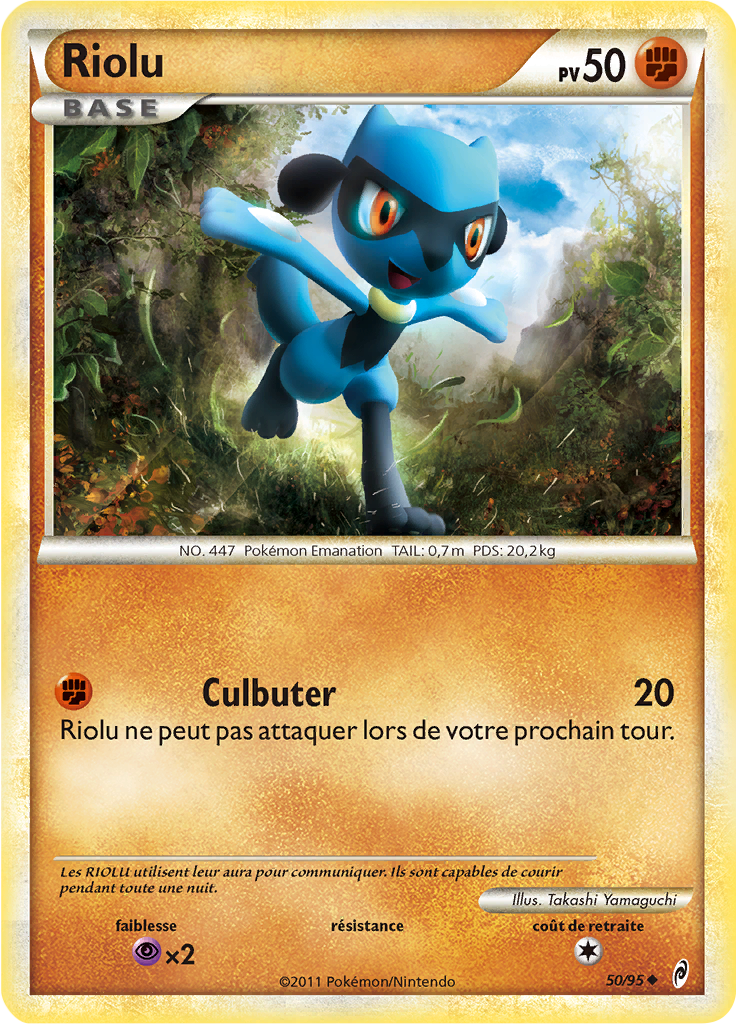 Riolu
PV 50
BASE
NO. 447 Pokémon Emanation TAIL: 0,7 m PDS: 20,2 kg
Culbuter 20
Riolu ne peut pas attaquer lors de votre prochain tour.
Les RIOLU utilisent leur aura pour communiquer. Ils sont capables de courir
pendant toute une nuit.
Illus. Takashi Yamaguchi
faiblesse résistance coût de retraite
×2
©2011 Pokémon/Nintendo
50/95